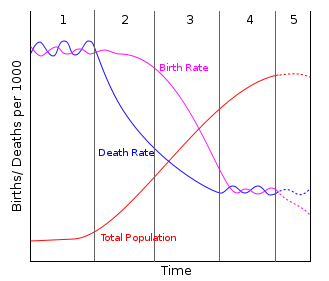 1 2 3 4 5
Birth Rate
Births/ Deaths per 1000
Death Rate
Total Population
Time